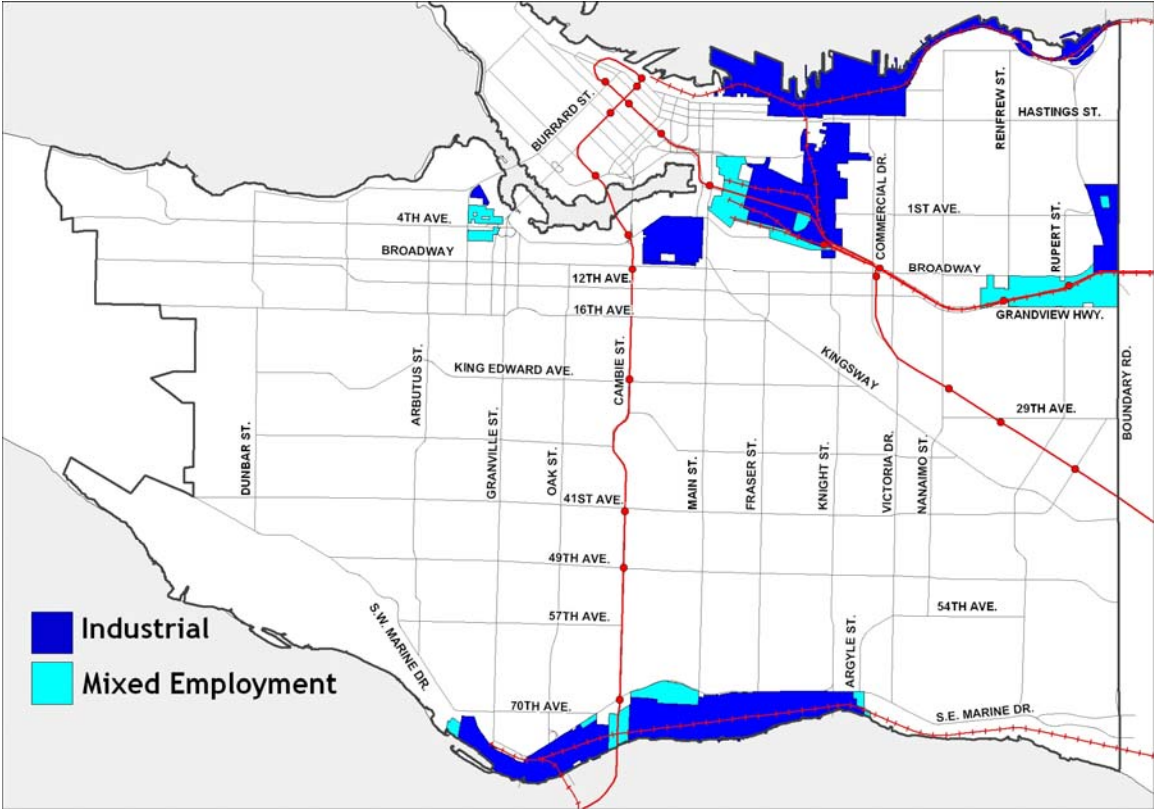 BURRARD ST.
RENFREW ST.
HASTINGS ST.
COMMERCIAL DR.
4TH AVE.
1ST AVE.
RUPERT ST.
BROADWAY
BROADWAY
12TH AVE.
16TH AVE.
GRANDVIEW HWY.
KINGSWAY
CAMBIE ST.
ARBUTUS ST.
KING EDWARD AVE.
BOUNDARY RD.
29TH AVE.
DUNBAR ST.
GRANVILLE ST.
OAK ST.
MAIN ST.
FRASER ST.
KNIGHT ST.
VICTORIA DR.
NANAIMO ST.
41ST AVE.
49TH AVE.
57TH AVE.
54TH AVE.
S.W. MARINE DR.
ARGYLE ST.
Industrial
Mixed Employment
70TH AVE.
S.E. MARINE DR.